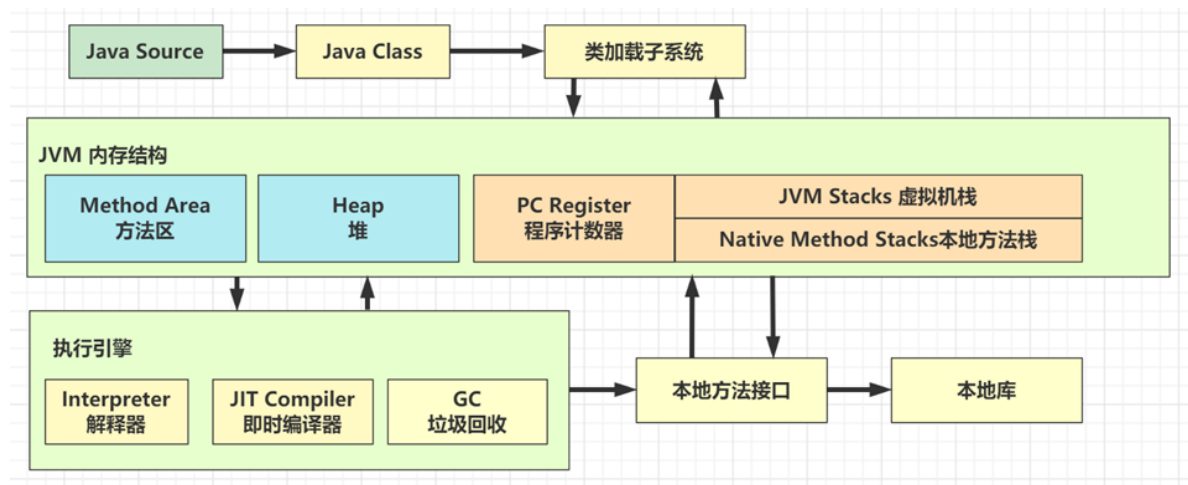 Java Source
Java Class
类加载子系统
JVM 内存结构
Method Area
方法区
Heap
堆
PC Register
程序计数器
JVM Stacks 虚拟机栈
Native Method Stacks本地方法栈
执行引擎
Interpreter
解释器
JIT Compiler
即时编译器
GC
垃圾回收
本地方法接口
本地库